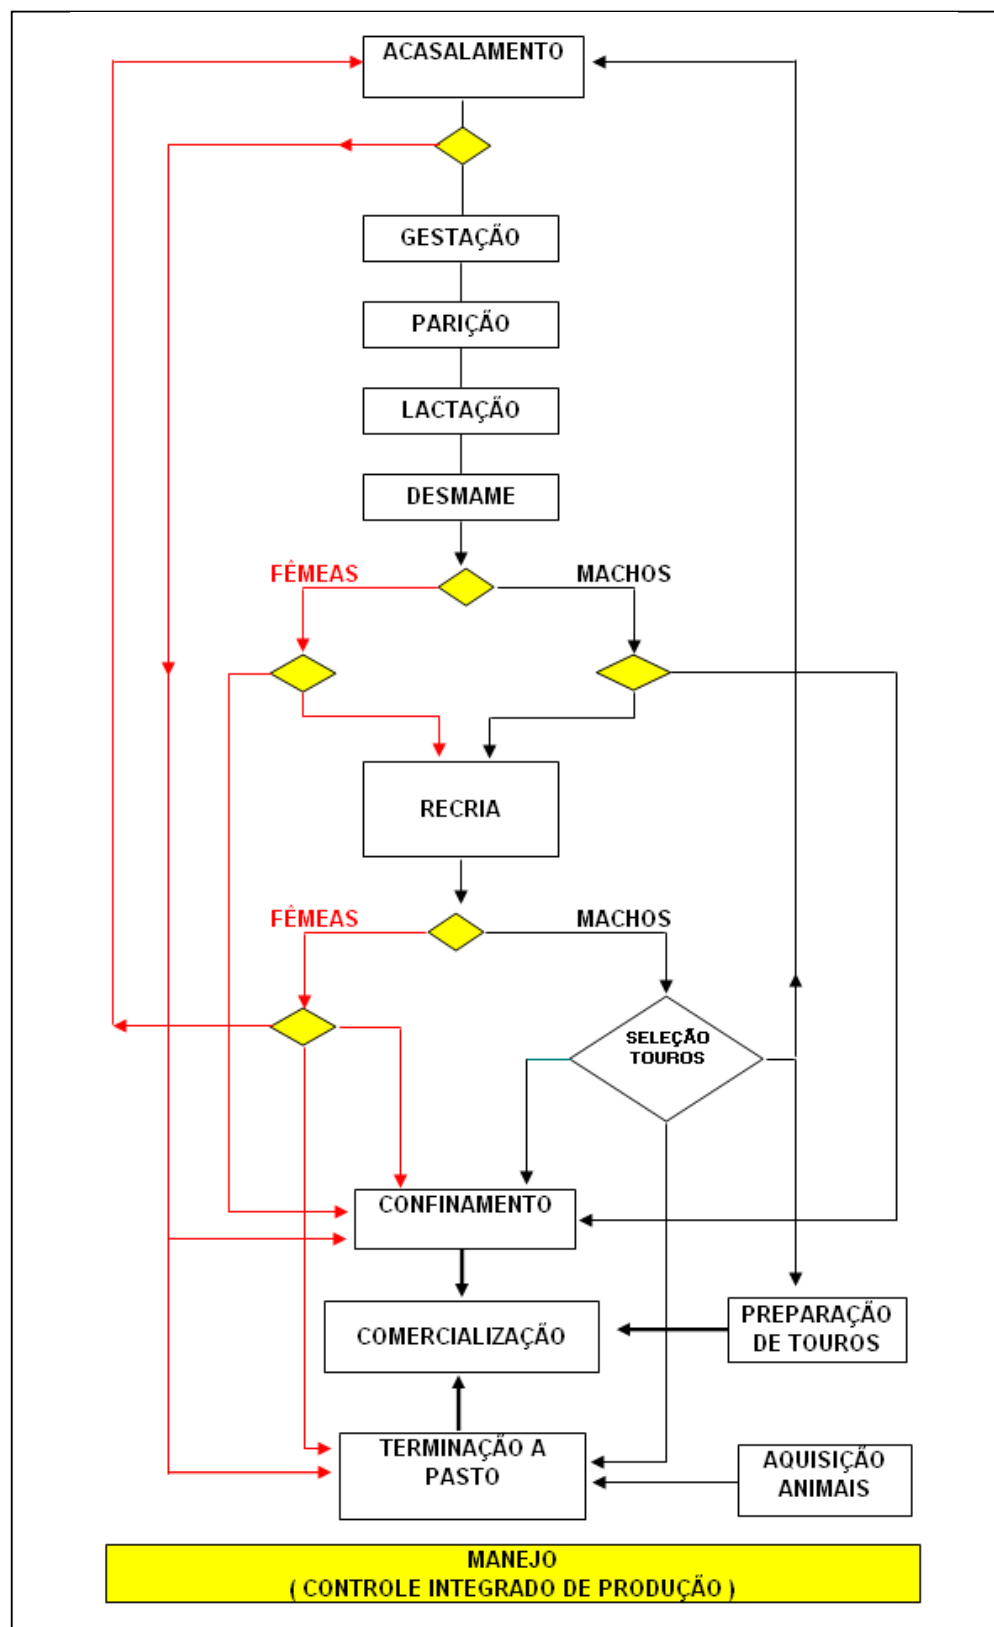 ACASALAMENTO
GESTAÇÃO
PARIÇÃO
LACTAÇÃO
DESMAME
FÊMEAS
MACHOS
RECRIA
FÊMEAS
MACHOS
SELEÇÃO
TOUROS
CONFINAMENTO
COMERCIALIZAÇÃO
PREPARAÇÃO
DE TOUROS
TERMINAÇÃO A
PASTO
AQUISIÇÃO
ANIMAIS
MANEJO
( CONTROLE INTEGRADO DE PRODUÇÃO )